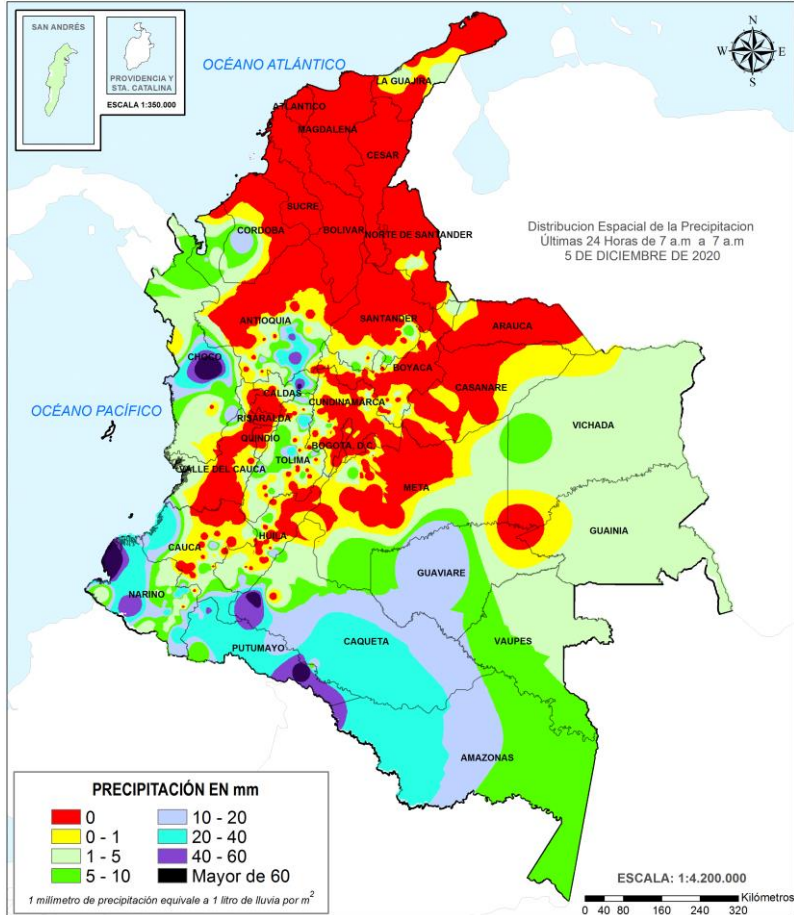 SAN ANDRÉS
PROVIDENCIA Y
STA. CATALINA
ESCALA 1:350.000
OCÉANO ATLÁNTICO
N
W E
S
LA GUAJIRA
ATLANTICO
MAGDALENA
CESAR
SUCRE
CORDOBA
BOLIVAR
NORTE DE SANTANDER
Distribucion Espacial de la Precipitacion
Últimas 24 Horas de 7 a.m a 7 a.m
5 DE DICIEMBRE DE 2020
ANTIOQUIA
SANTANDER
ARAUCA
CHOCO
BOYACA
CASANARE
CALDAS
CUNDINAMARCA
OCÉANO PACÍFICO
RISARALDA
VICHADA
QUINDIO
BOGOTA, D.C.
TOLIMA
VALLE DEL CAUCA
META
GUAINIA
HUILA
CAUCA
GUAVIARE
NARINO
VAUPES
CAQUETA
PUTUMAYO
AMAZONAS
PRECIPITACIÓN EN mm
0
0 - 1
1 - 5
5 - 10
10 - 20
20 - 40
40 - 60
Mayor de 60
1 milímetro de precipitación equivale a 1 litro de lluvia por m²
ESCALA: 1:4.200.000
Kilómetros
0 40 80 160 240 320